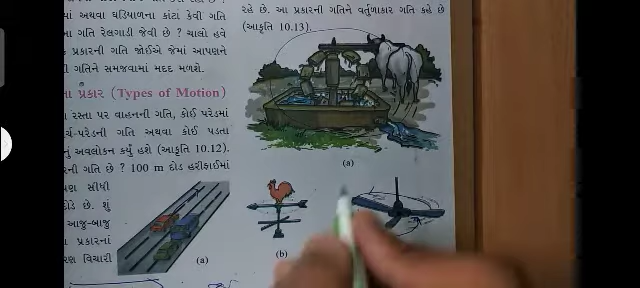 માં અથવા ઘડિયાળના કાંટા કેવી ગતિ
ગતિ રેલગાડી જેવી છે ? ચાલો હવે
પ્રકારની ગતિ જોઈએ જેમાં આપણને
ગતિને સમજવામાં મદદ મળશે.
પ્રકાર (Types of Motion)
રસ્તા પર વાહનની ગતિ, કોઈ પરેડમાં
ર્ચ-પરેડની ગતિ અથવા કોઈ પડતા
નું અવલોકન કર્યું હશે (આકૃતિ 10.12).
ની ગતિ છે ? 100 m દોડ હરીફાઈમાં
પણ સીધી
દોડે છે. શું
આજુ-બાજુ
પ્રકારનાં
રણ વિચારી
(a)
રહે છે. આ પ્રકારની ગતિને વર્તુળાકાર ગતિ કહે છે
(આકૃતિ 10.13).
(a)
(b)